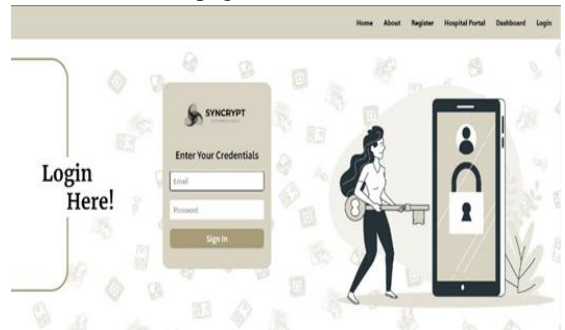 Home About Register Hospital Portal Dashboard Login
SYNCRYPT
Enter Your Credentials
Email
Password
Sign In
Login
Here!